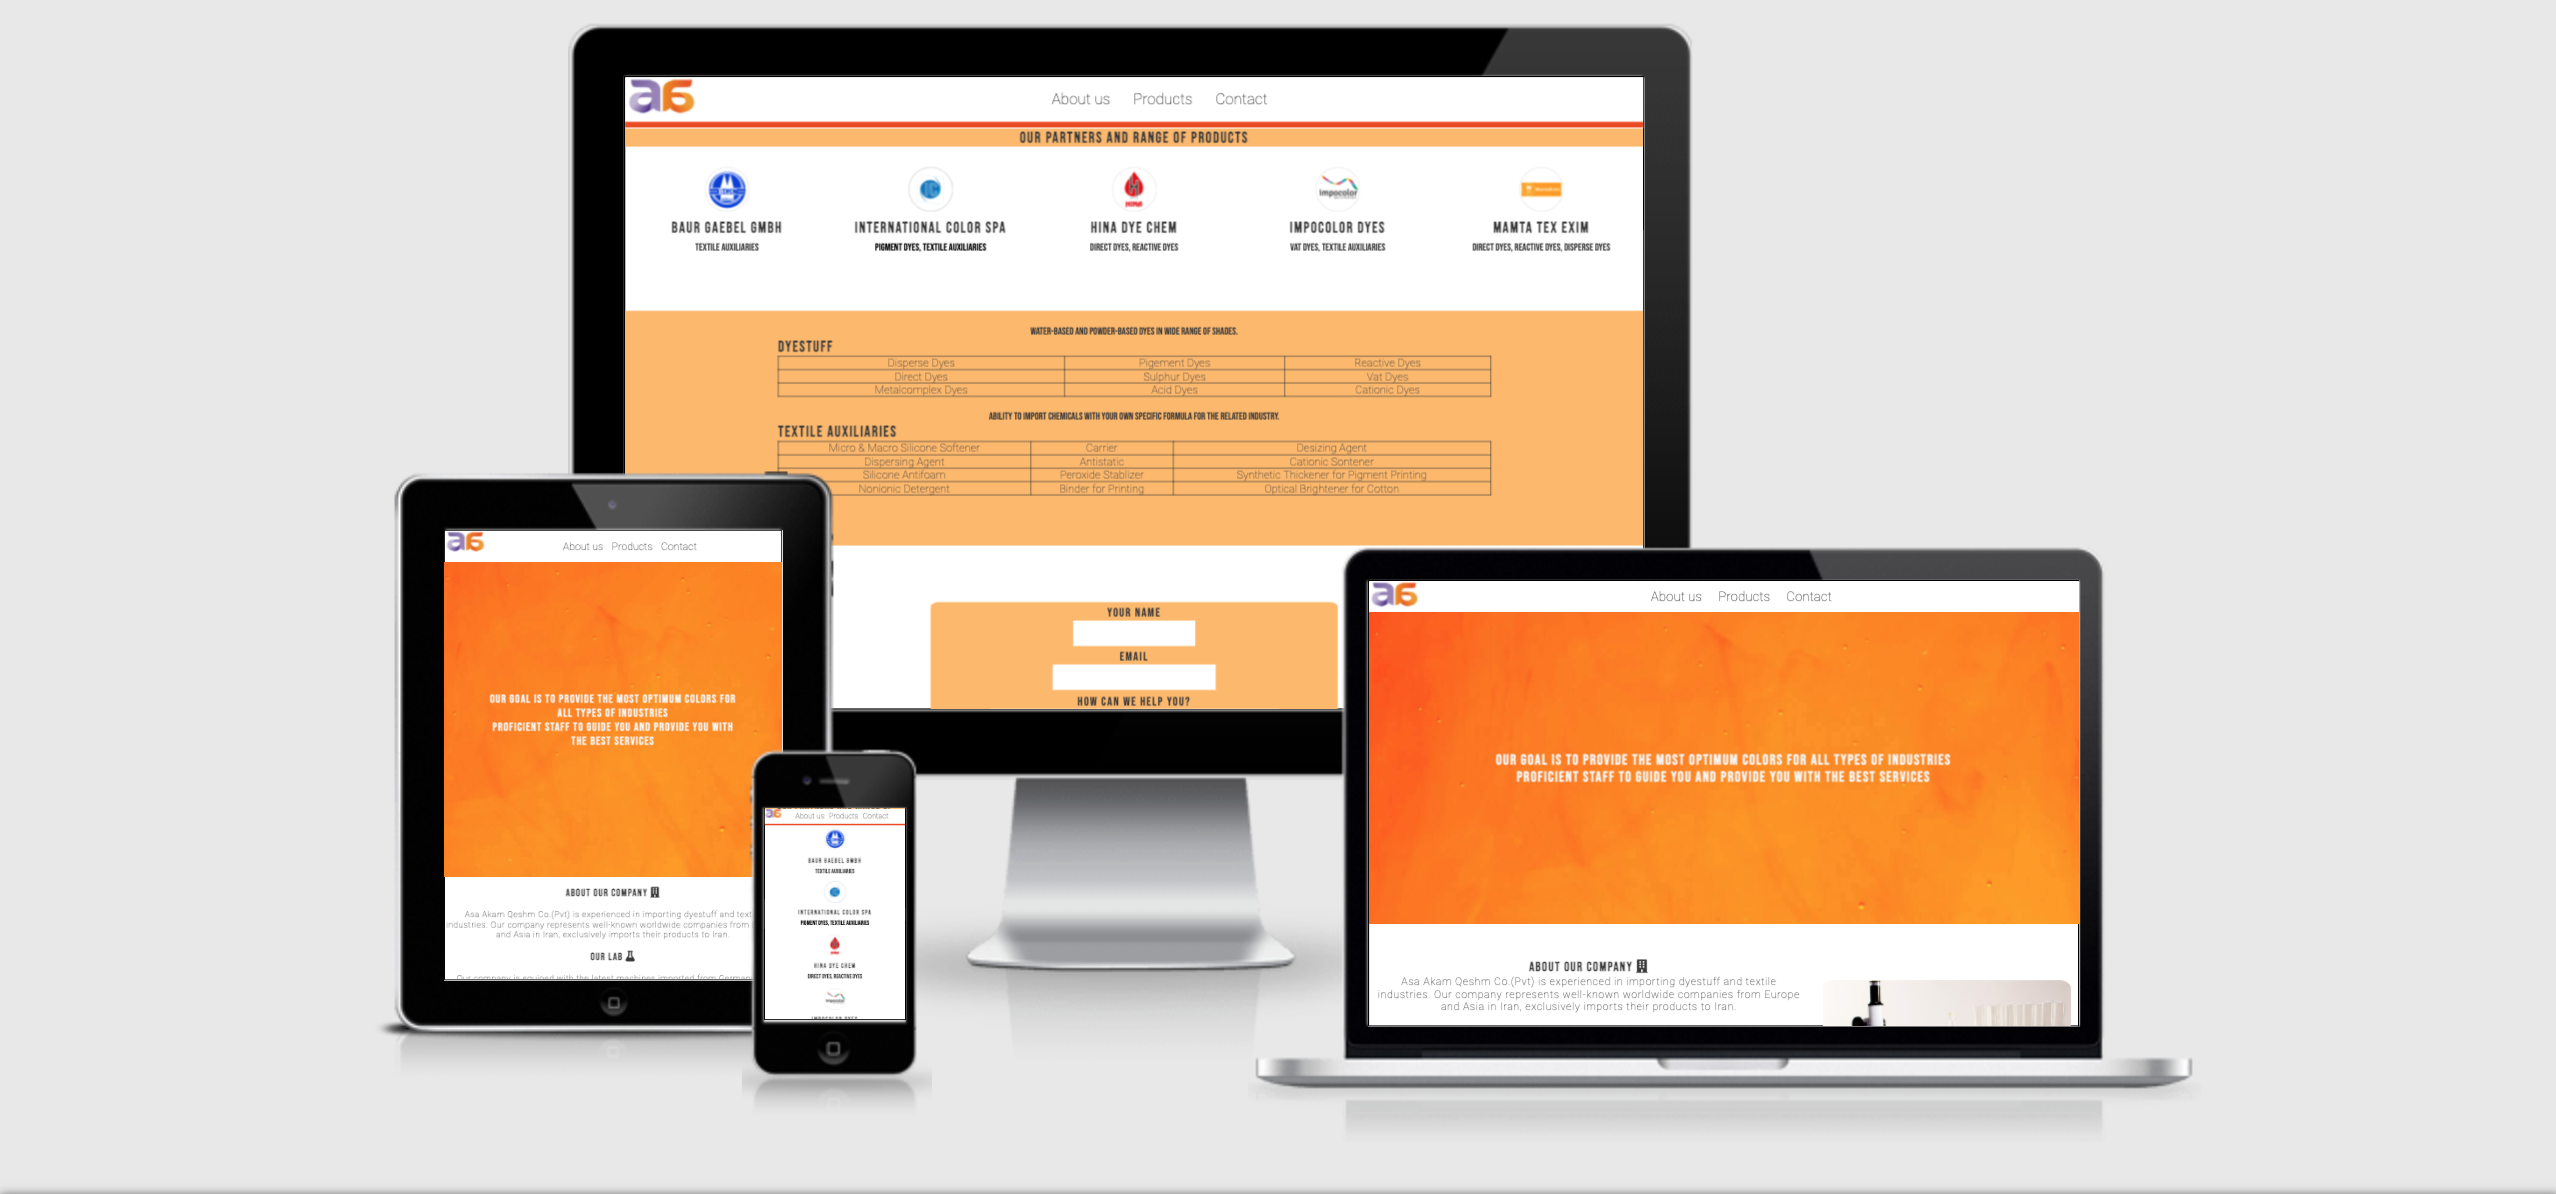 About us Products Contact
OUR PARTNERS AND RANGE OF PRODUCTS
BAUR GAEBEL GMBH
TEXTILE AUXILIARIES
INTERNATIONAL COLOR SPA
PIGMENT DYES, TEXTILE AUXILIARIES
HINA DYE CHEM
DIRECT DYES, REACTIVE DYES
impocolor
IMPOCOLOR DYES
VAT DYES, TEXTILE AUXILIARIES
MAMTA TEX EXIM
DIRECT DYES, REACTIVE DYES, DISPERSE DYES
WATER-BASED AND POWDER-BASED DYES IN WIDE RANGE OF SHADES.
DYESTUFF
Disperse Dyes Pigement Dyes Reactive Dyes
Direct Dyes Sulphur Dyes Vat Dyes
Metalcomplex Dyes Acid Dyes Cationic Dyes
ABILITY TO IMPORT CHEMICALS WITH YOUR OWN SPECIFIC FORMULA FOR THE RELATED INDUSTRY.
TEXTILE AUXILIARIES
Micro & Macro Silicone Softener Carrier Desizing Agent
Dispersing Agent Antistatic Cationic Sontener
Silicone Antifoam Peroxide Stablizer Synthetic Thickener for Pigment Printing
Nonionic Detergent Binder for Printing Optical Brightener for Cotton
YOUR NAME
EMAIL
HOW CAN WE HELP YOU?
About us Products Contact
OUR GOAL IS TO PROVIDE THE MOST OPTIMUM COLORS FOR
ALL TYPES OF INDUSTRIES
PROFICIENT STAFF TO GUIDE YOU AND PROVIDE YOU WITH
THE BEST SERVICES
ABOUT OUR COMPANY
Asa Akam Qeshm Co.(Pvt) is experienced in importing dyestuff and text
industries. Our company represents well-known worldwide companies from
and Asia in Iran, exclusively imports their products to Iran.
OUR LAB
Our company is equiped with the latest machines imported from Germany
About us Products Contact
BAUR GAEBEL GMBH
TEXTILE AUXILIARIES
INTERNATIONAL COLOR SPA
PIGMENT DYES, TEXTILE AUXILIARIES
HINA DYE CHEM
DIRECT DYES, REACTIVE DYES
IMPOCOLOR DYES
About us Products Contact
OUR GOAL IS TO PROVIDE THE MOST OPTIMUM COLORS FOR ALL TYPES OF INDUSTRIES
PROFICIENT STAFF TO GUIDE YOU AND PROVIDE YOU WITH THE BEST SERVICES
ABOUT OUR COMPANY
Asa Akam Qeshm Co.(Pvt) is experienced in importing dyestuff and textile
industries. Our company represents well-known worldwide companies from Europe
and Asia in Iran, exclusively imports their products to Iran.